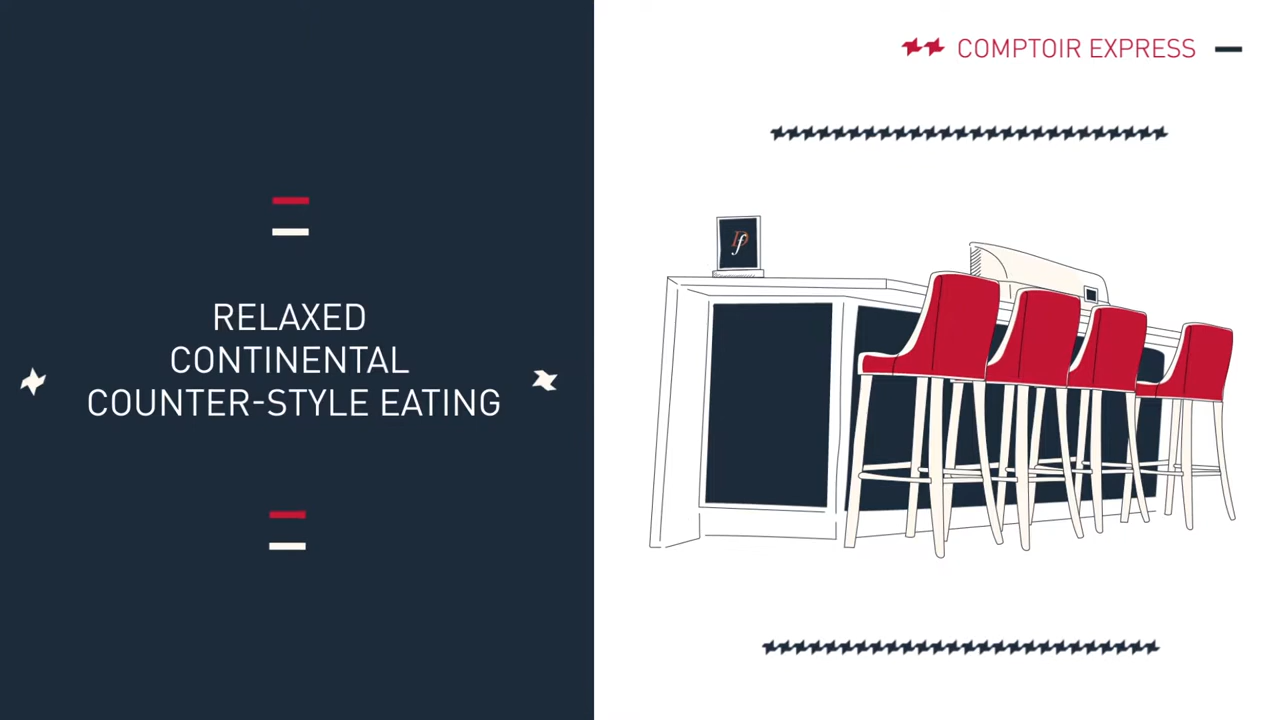 RELAXED
CONTINENTAL
COUNTER-STYLE EATING
COMPTOIR EXPRESS